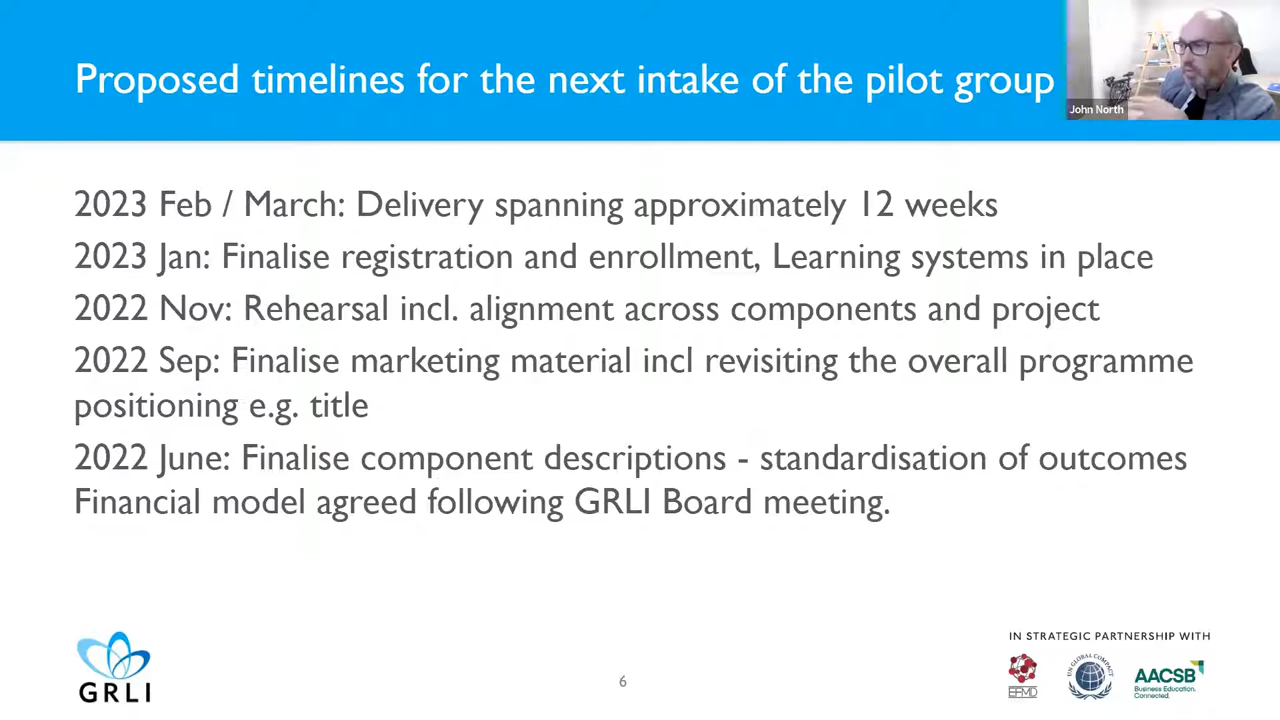 Proposed timelines for the next intake of the pilot group
John North
2023 Feb / March: Delivery spanning approximately 12 weeks
2023 Jan: Finalise registration and enrollment, Learning systems in place
2022 Nov: Rehearsal incl. alignment across components and project
2022 Sep: Finalise marketing material incl revisiting the overall programme
positioning e.g. title
2022 June: Finalise component descriptions - standardisation of outcomes
Financial model agreed following GRLI Board meeting.
IN STRATEGIC PARTNERSHIP WITH
GRLI
6
EFMD
UN GLOBAL COMPACT
AACSB
Business Education.
Connected.